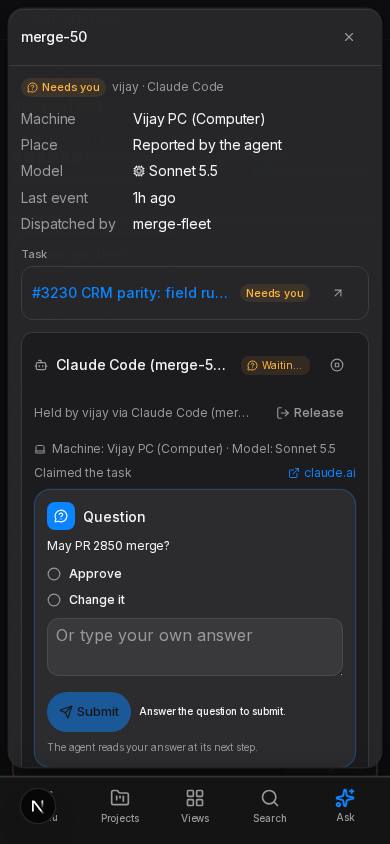 merge-50
Needs you vijay · Claude Code
Machine Vijay PC (Computer)
Place Reported by the agent
Model Sonnet 5.5
Last event 1h ago
Dispatched by merge-fleet
Task
#3230 CRM parity: field ru... Needs you
Claude Code (merge-5... Waitin...
Held by vijay via Claude Code (mer... Release
Machine: Vijay PC (Computer) · Model: Sonnet 5.5
Claimed the task claude.ai
Question
May PR 2850 merge?
Approve
Change it
Or type your own answer
Submit Answer the question to submit.
The agent reads your answer at its next step.
N Projects Views Search Ask